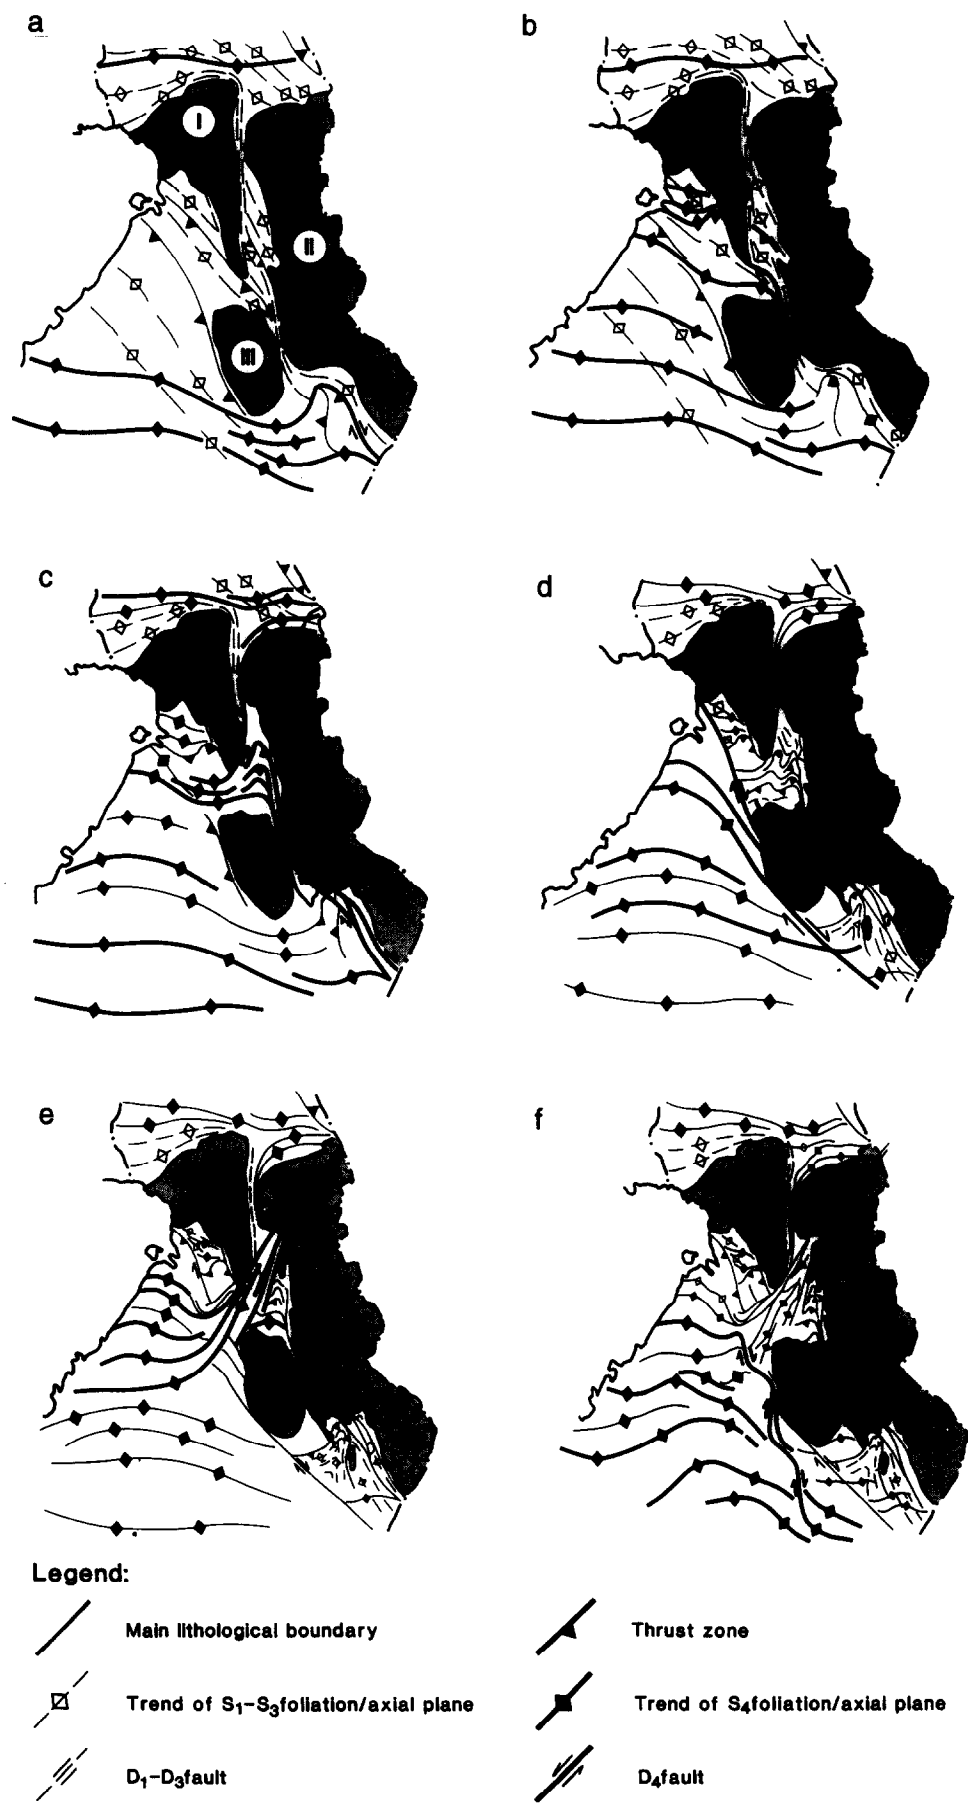 a
b
I
II
III
c
d
e
f
Legend:
Main lithological boundary
Thrust zone
Trend of S1-S3foliation/axial plane
Trend of S4foliation/axial plane
D1-D3fault
D4fault